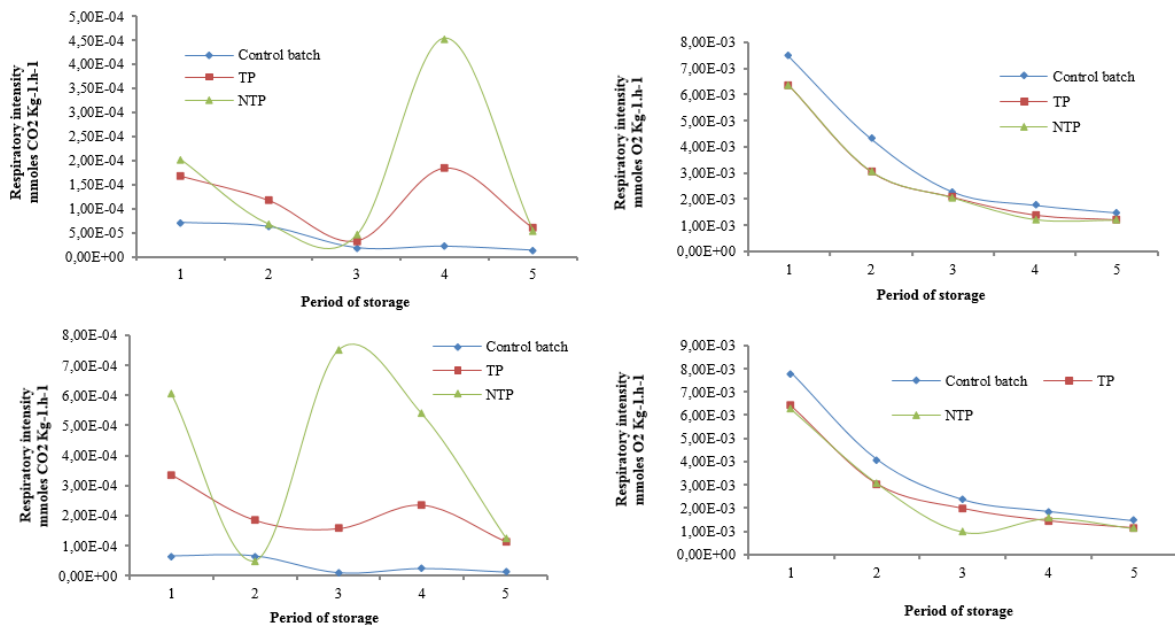 5,00E-04
4,50E-04
4,00E-04
3,50E-04
3,00E-04
2,50E-04
2,00E-04
1,50E-04
1,00E-04
5,00E-05
0,00E+00
Respiratory intensity
mmoles CO2 Kg-1.h-1
Control batch
TP
NTP
1 2 3 4 5
Period of storage
8,00E-03
7,00E-03
6,00E-03
5,00E-03
4,00E-03
3,00E-03
2,00E-03
1,00E-03
0,00E+00
Respiratory intensity
mmoles O2 Kg-1.h-1
Control batch
TP
NTP
1 2 3 4 5
Period of storage
8,00E-04
7,00E-04
6,00E-04
5,00E-04
4,00E-04
3,00E-04
2,00E-04
1,00E-04
0,00E+00
Respiratory intensity
mmoles CO2 Kg-1.h-1
Control batch
TP
NTP
1 2 3 4 5
Period of storage
9,00E-03
8,00E-03
7,00E-03
6,00E-03
5,00E-03
4,00E-03
3,00E-03
2,00E-03
1,00E-03
0,00E+00
Respiratory intensity
mmoles O2 Kg-1.h-1
Control batch TP
NTP
1 2 3 4 5
Period of storage